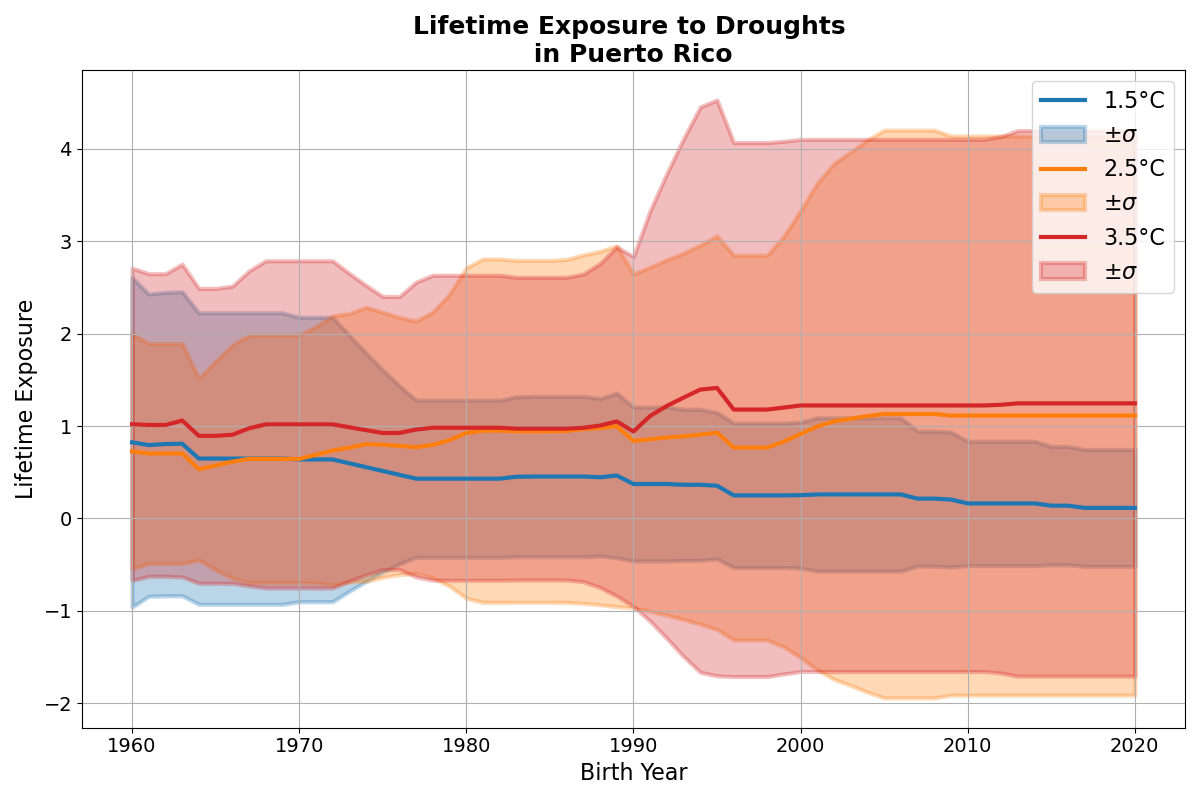 Lifetime Exposure to Droughts
in Puerto Rico
1.5°C
±σ
2.5°C
±σ
3.5°C
±σ
Lifetime Exposure
4
3
2
1
0
−1
−2
1960 1970 1980 1990 2000 2010 2020
Birth Year